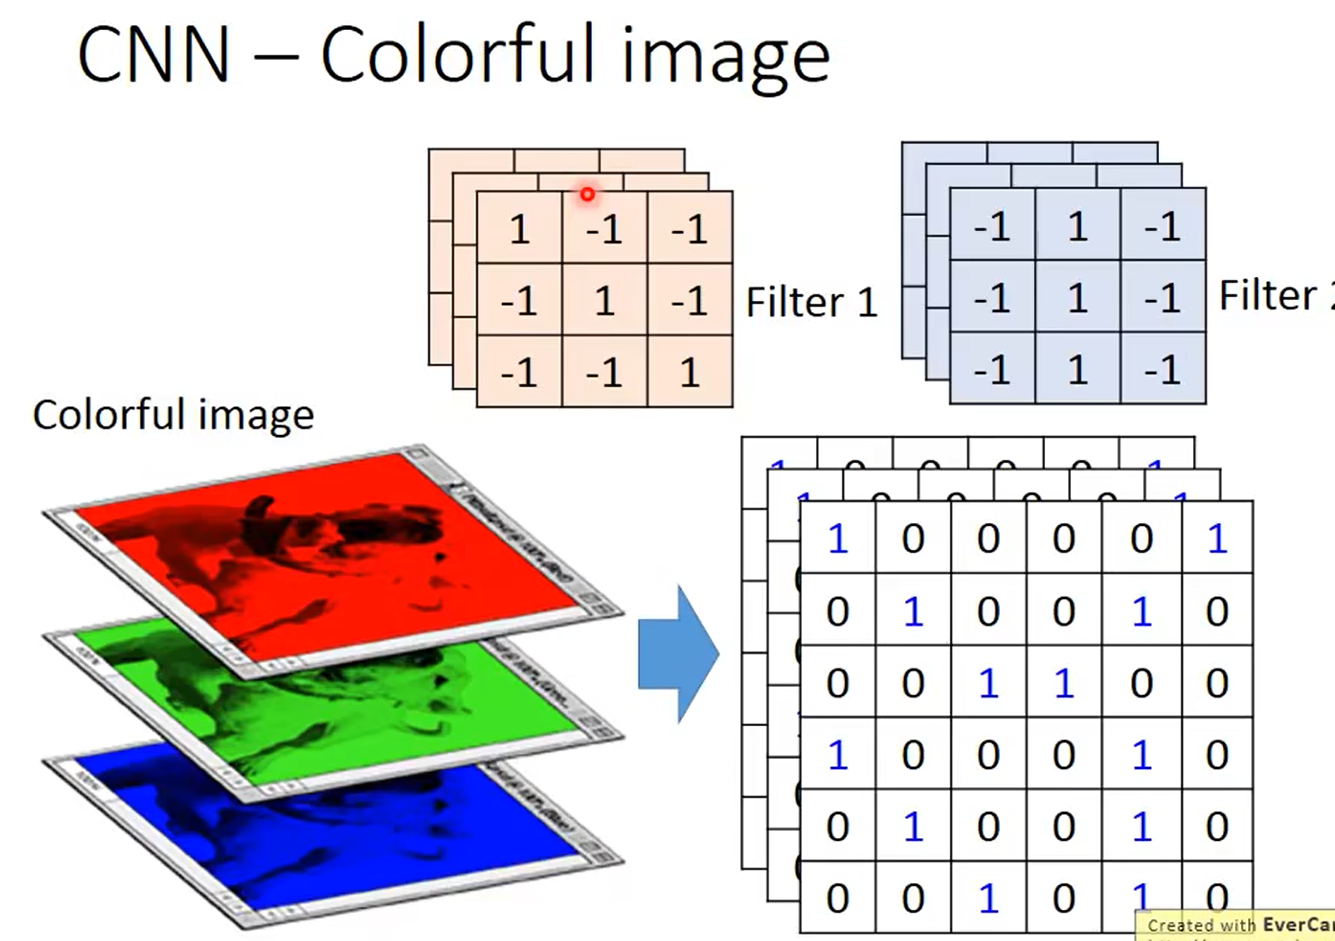 CNN – Colorful image
1 -1 -1
-1 1 -1
-1 -1 1
Filter 1
-1 1 -1
-1 1 -1
-1 1 -1
Filter
Colorful image
1 0 0 0 0 1
0 1 0 0 1 0
0 0 1 1 0 0
1 0 0 0 1 0
0 1 0 0 1 0
0 0 1 0 1 0
Created with